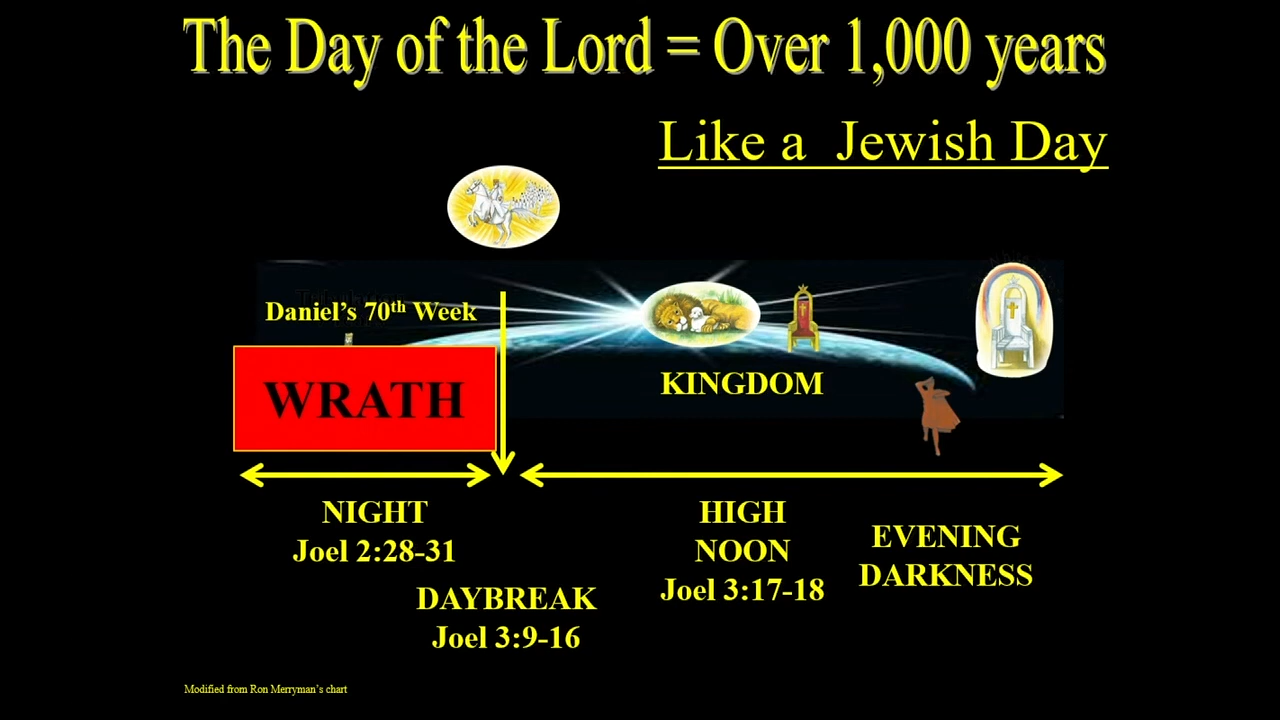 The Day of the Lord = Over 1,000 years
Like a Jewish Day
Daniel's 70th Week
WRATH
KINGDOM
NIGHT
Joel 2:28-31
DAYBREAK
Joel 3:9-16
HIGH
NOON
Joel 3:17-18
EVENING
DARKNESS
Modified from Ron Merryman's chart